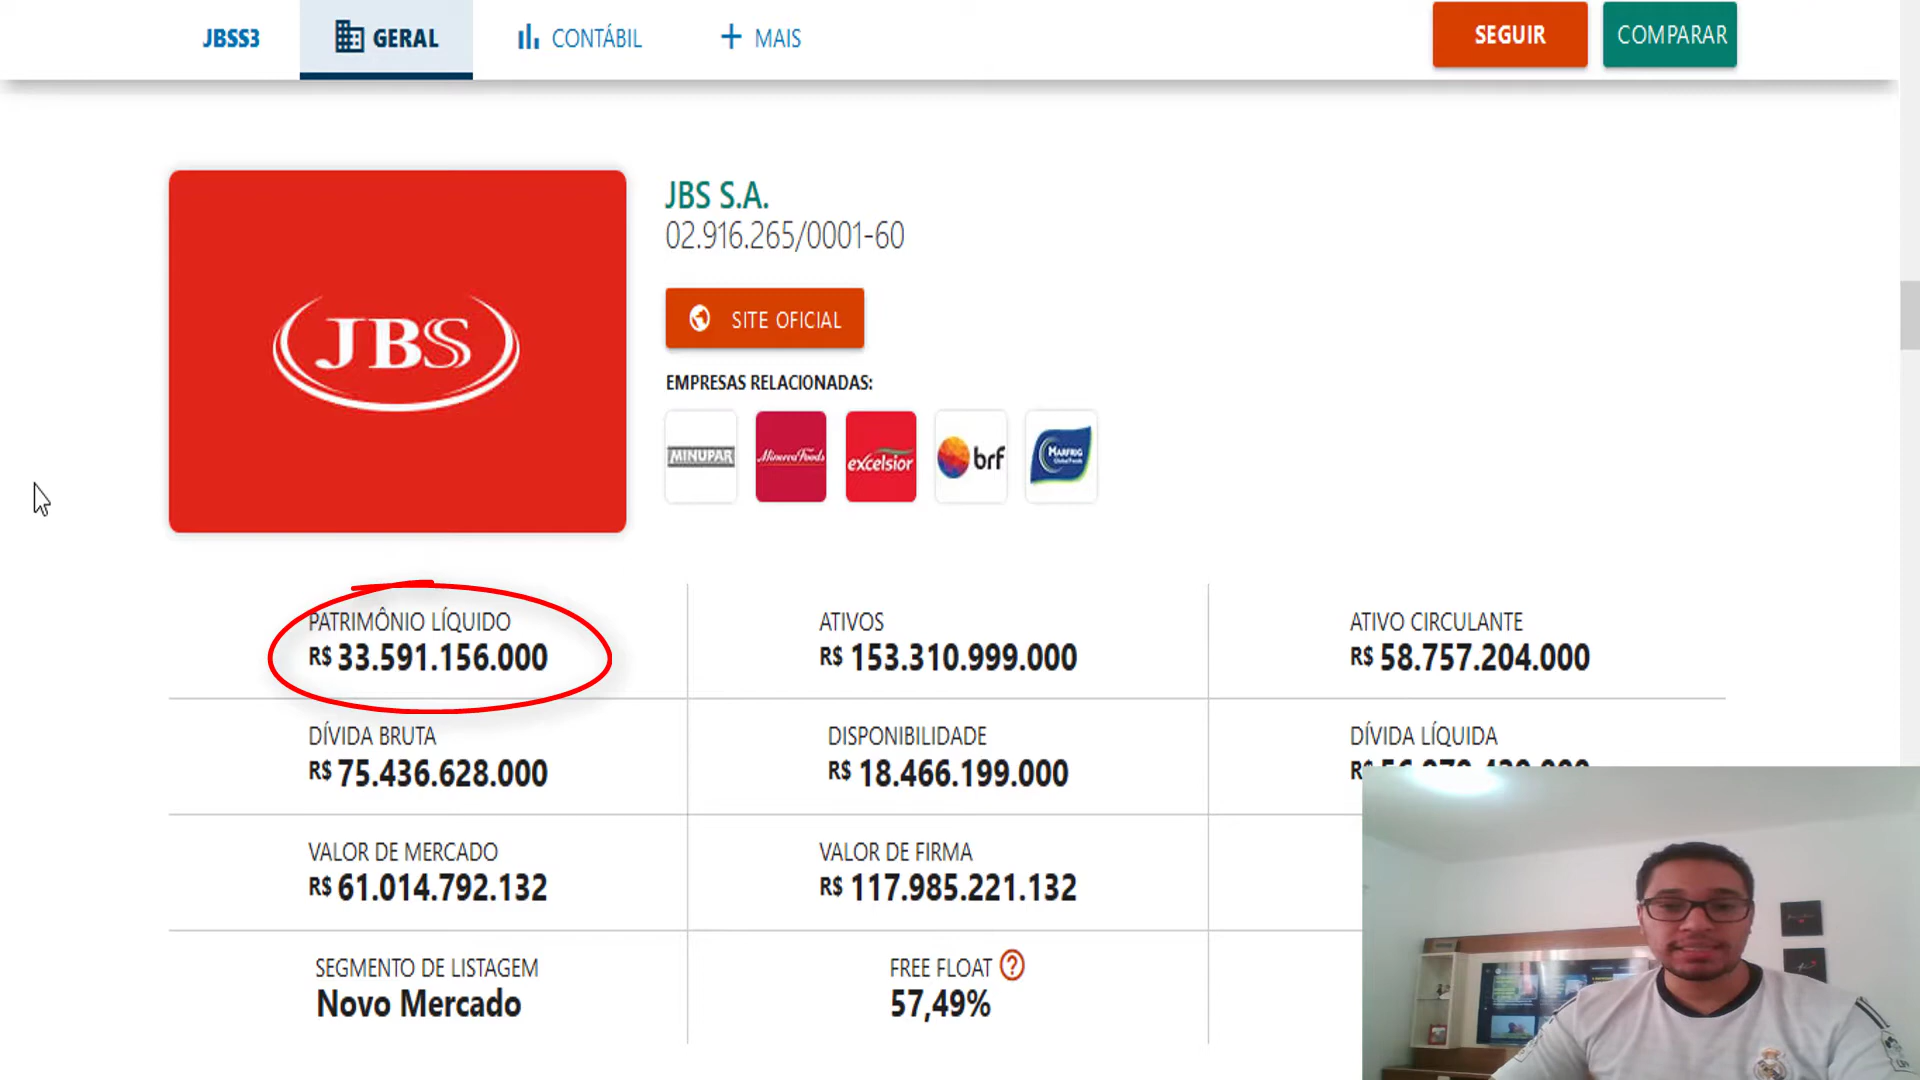 JBSS3
GERAL
CONTÁBIL
MAIS
SEGUIR
COMPARAR
JBS
JBS S.A.
02.916.265/0001-60
SITE OFICIAL
EMPRESAS RELACIONADAS:
MINUPAR
Minerva Foods
excelsior
brf
MARFRIG
PATRIMÔNIO LÍQUIDO
R$ 33.591.156.000
ATIVOS
R$ 153.310.999.000
ATIVO CIRCULANTE
R$ 58.757.204.000
DÍVIDA BRUTA
R$ 75.436.628.000
DISPONIBILIDADE
R$ 18.466.199.000
DÍVIDA LÍQUIDA
VALOR DE MERCADO
R$ 61.014.792.132
VALOR DE FIRMA
R$ 117.985.221.132
SEGMENTO DE LISTAGEM
Novo Mercado
FREE FLOAT ?
57,49%